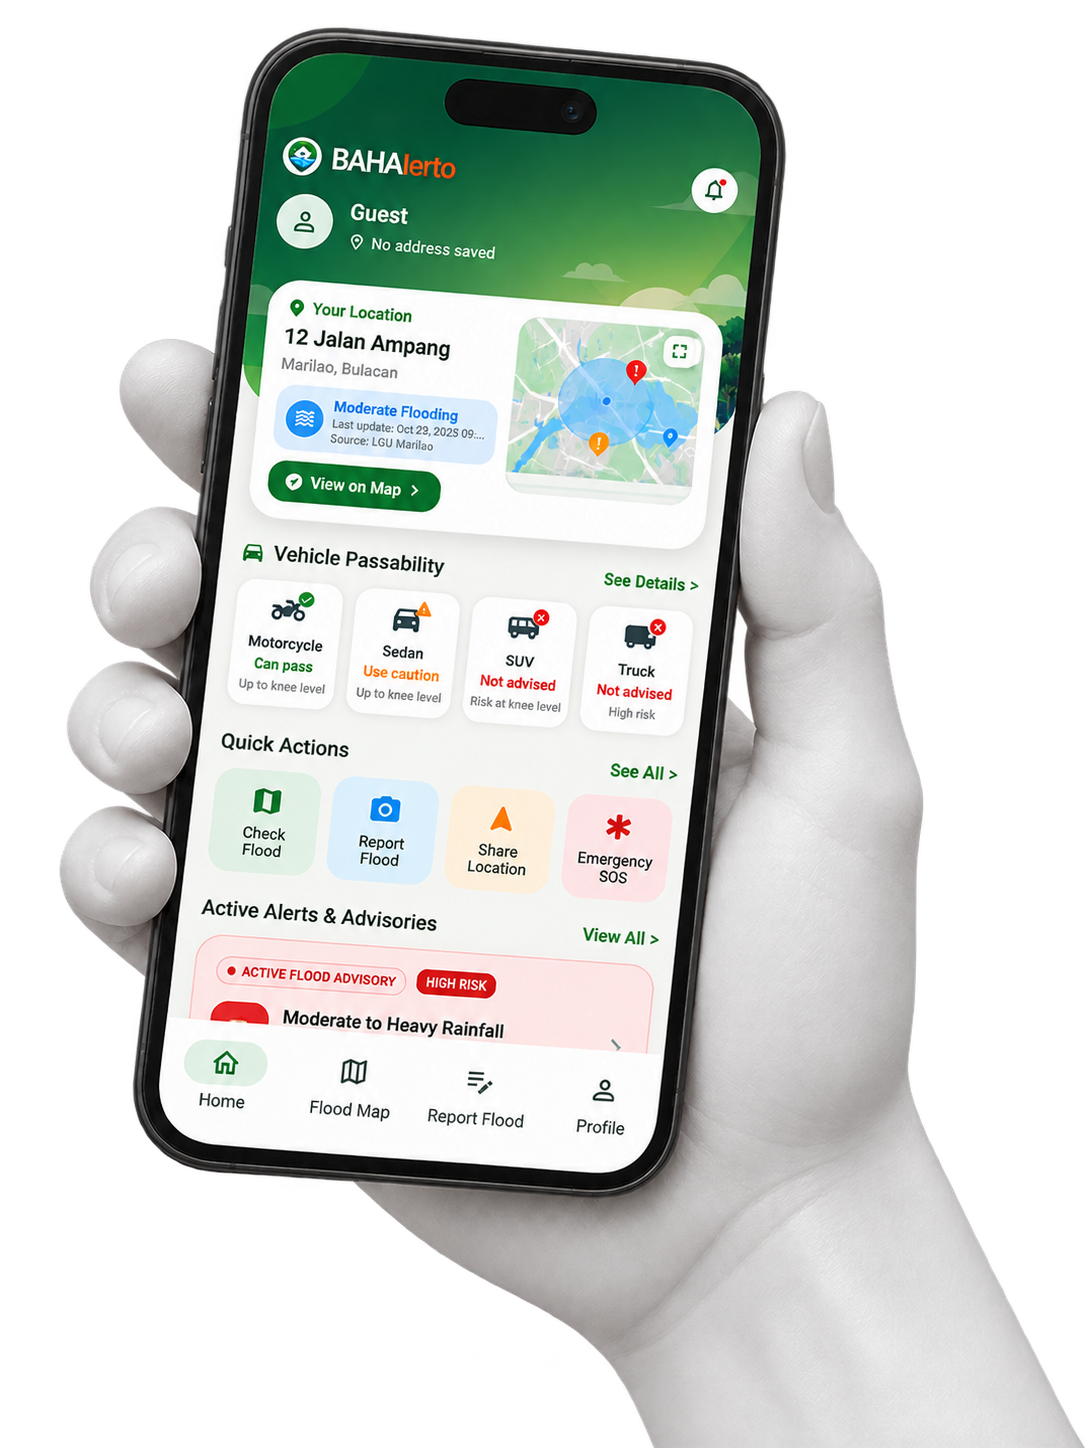 BAHAlerto
Guest
No address saved
Your Location
12 Jalan Ampang
Marilao, Bulacan
Moderate Flooding
Last update: Oct 23, 2025 09:...
Source: LGU Marilao
View on Map >
Vehicle Passability
See Details >
Motorcycle
Can pass
Up to knee level
Sedan
Use caution
Up to knee level
SUV
Not advised
Risk at knee level
Truck
Not advised
High risk
Quick Actions
See All >
Check
Flood
Report
Flood
Share
Location
Emergency
SOS
Active Alerts & Advisories
View All >
ACTIVE FLOOD ADVISORY
HIGH RISK
Moderate to Heavy Rainfall
Home
Flood Map
Report Flood
Profile